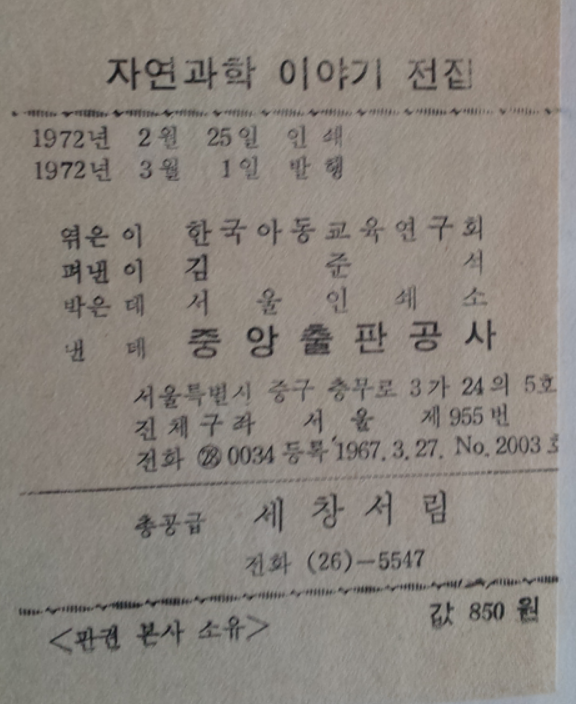 자연과학 이야기 전집
1972년 2월 25일 인쇄
1972년 3월 1일 발행
엮은 이 한국아동교육연구회
펴낸 이 김 준 석
박은 데 서 울 인 쇄 소
낸 데 중앙출판공사
서울특별시 중구 충무로 3가 24의 5호
진체구좌 서울 제955번
전화 ㉘ 0034 등록 1967. 3. 27. No. 2003 호
총공급 세창서림
전화 (26)—5547
값 850 원
<판권 본사 소유>